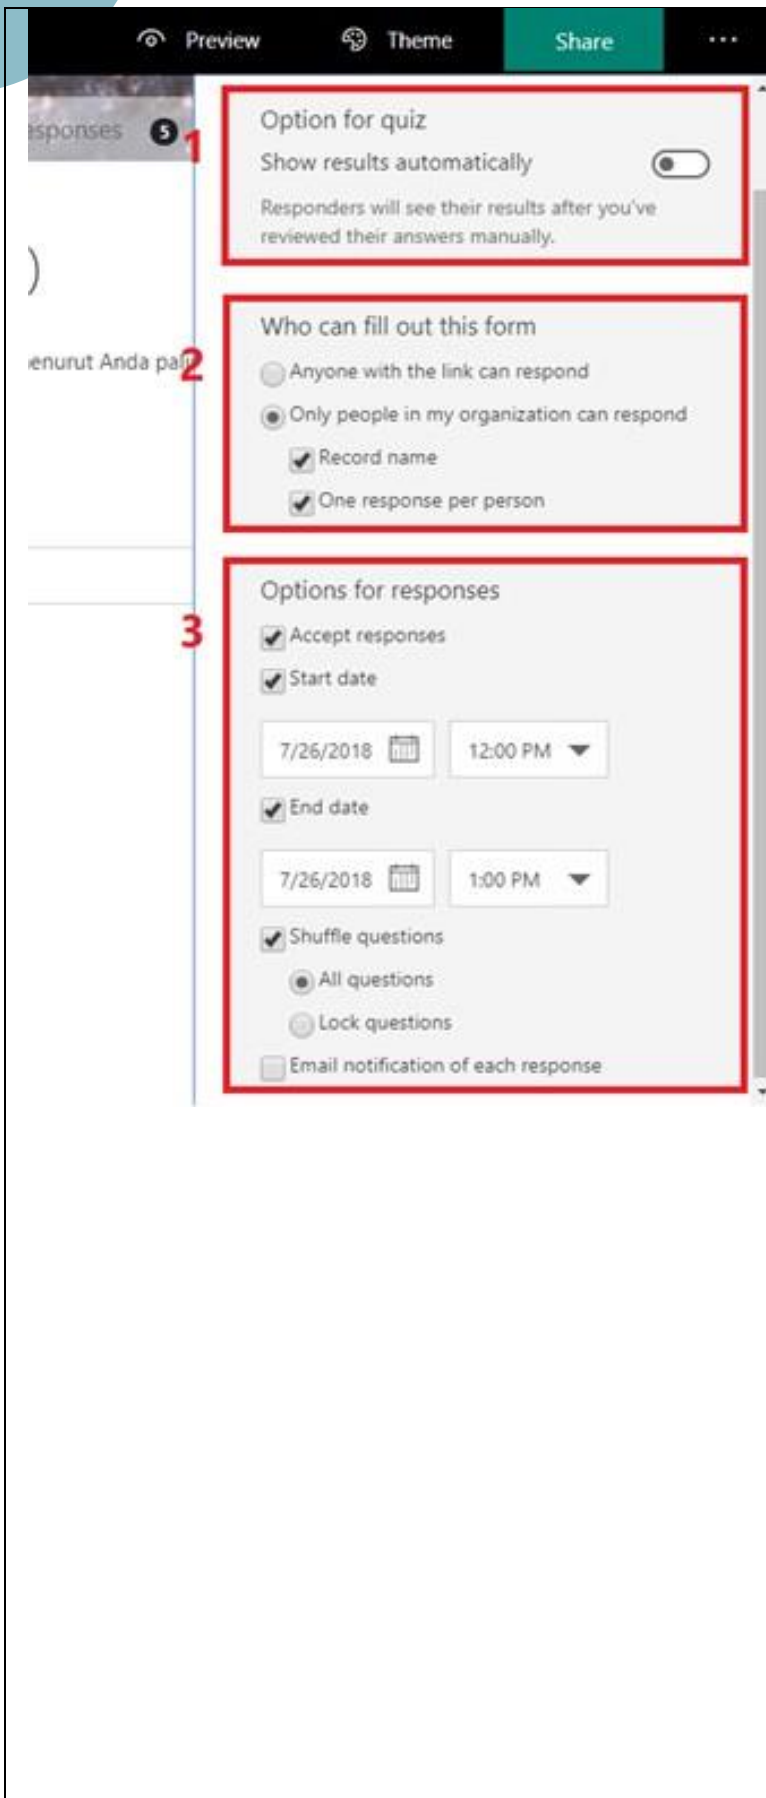 Preview Theme Share ...
esponses 5
1
Option for quiz
Show results automatically
Responders will see their results after you've
reviewed their answers manually.
2
Who can fill out this form
Anyone with the link can respond
Only people in my organization can respond
Record name
One response per person
enurut Anda pali
3
Options for responses
Accept responses
Start date
7/26/2018 12:00 PM
End date
7/26/2018 1:00 PM
Shuffle questions
All questions
Lock questions
Email notification of each response